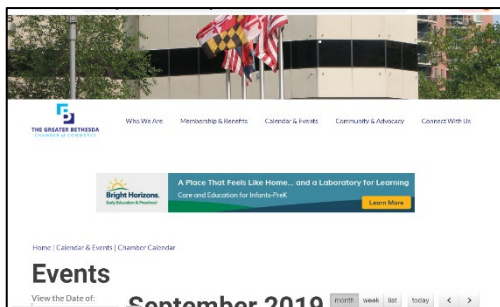 THE GREATER BETHESDA
CHAMBER of COMMERCE
Who We Are Membership & Benefits Calendar & Events Community & Advocacy Connect With Us
Bright Horizons.
Early Education & Preschool
A Place That Feels Like Home... and a Laboratory for Learning
Care and Education for Infants-PreK
Learn More
Home | Calendar & Events | Chamber Calendar
Events
View the Date of:
September 2019 month week list today < >